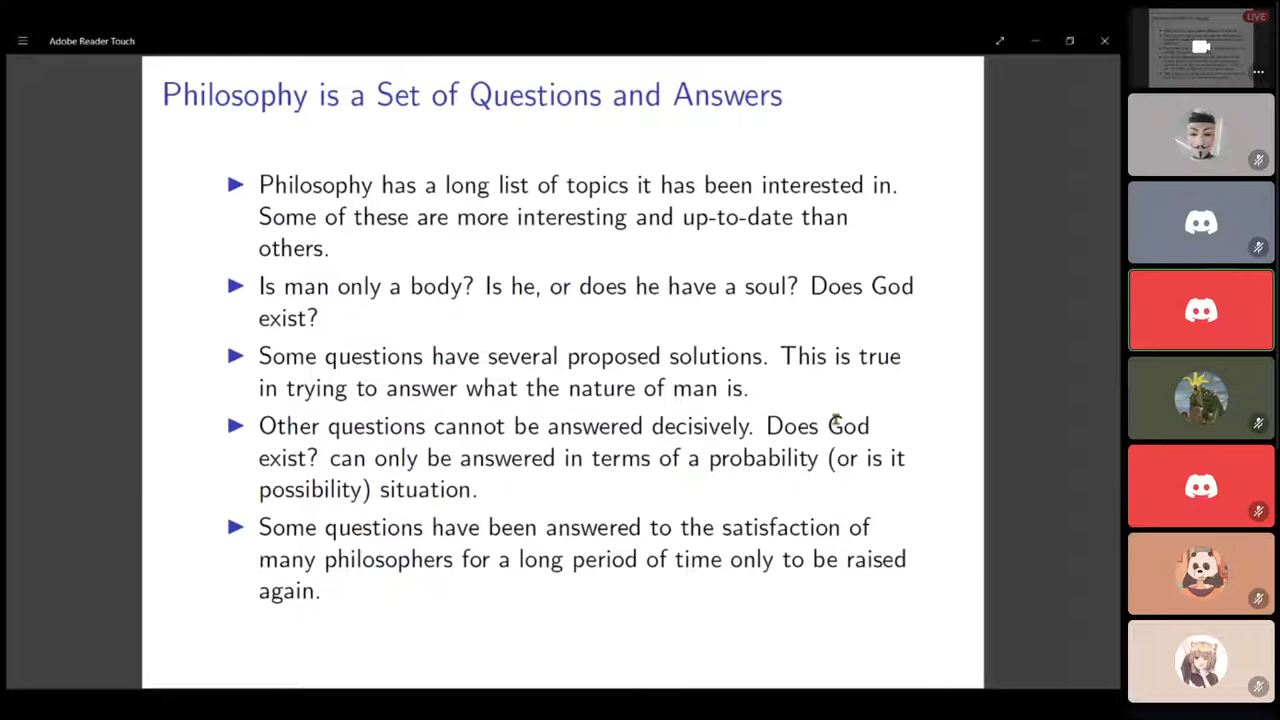 Adobe Reader Touch
LIVE
Philosophy is a Set of Questions and Answers
Philosophy has a long list of topics it has been interested in.
Some of these are more interesting and up-to-date than
others.
Is man only a body? Is he, or does he have a soul? Does God
exist?
Some questions have several proposed solutions. This is true
in trying to answer what the nature of man is.
Other questions cannot be answered decisively. Does God
exist? can only be answered in terms of a probability (or is it
possibility) situation.
Some questions have been answered to the satisfaction of
many philosophers for a long period of time only to be raised
again.